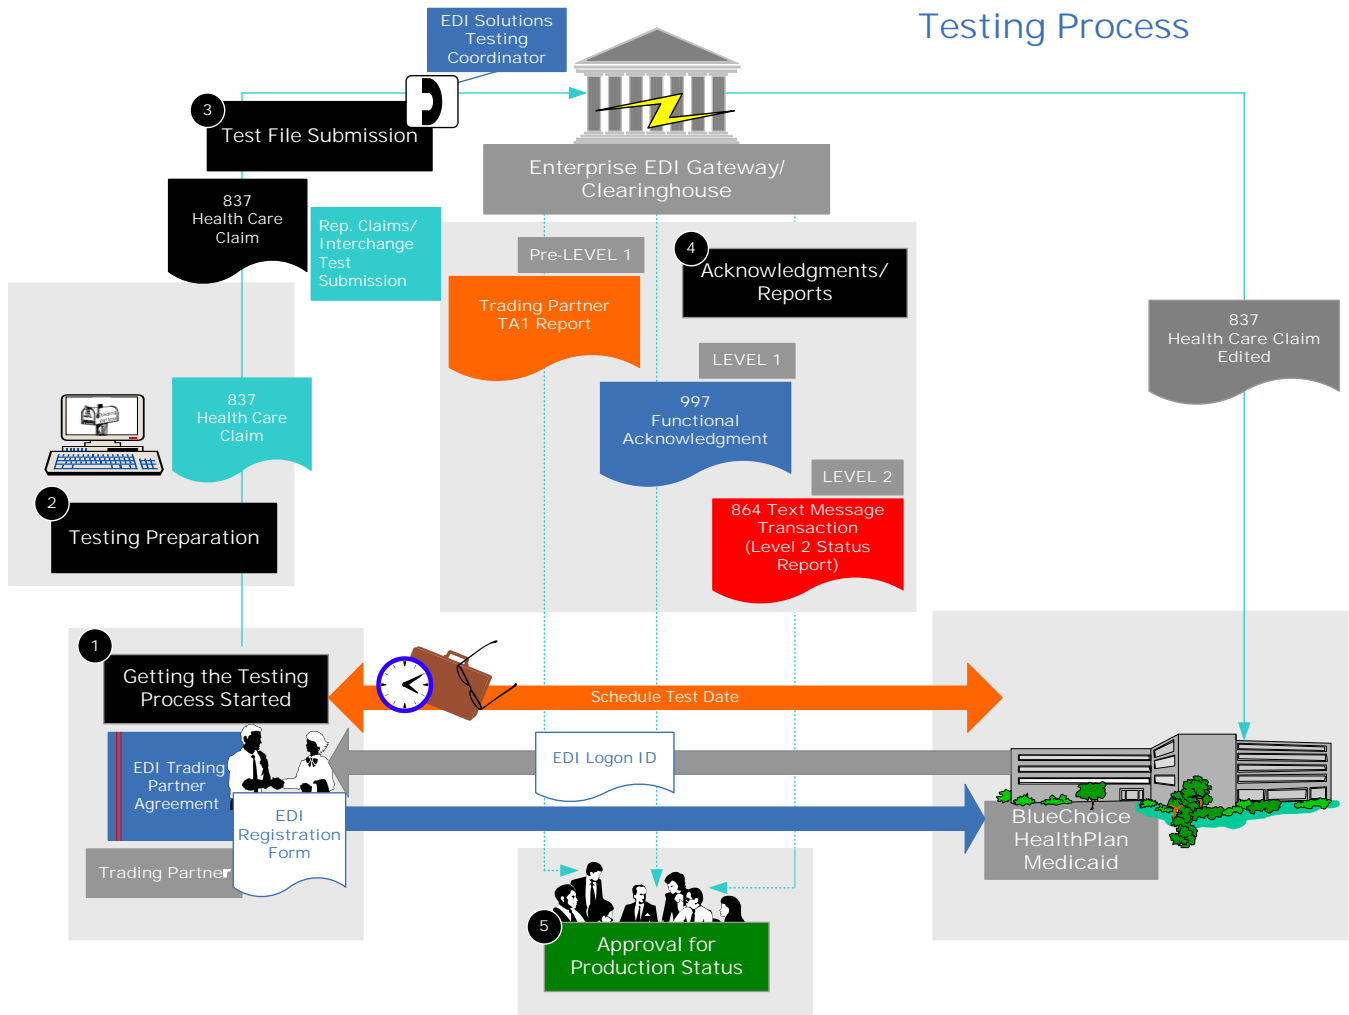 Testing Process
EDI Solutions
Testing
Coordinator
3
Test File Submission
Enterprise EDI Gateway/
Clearinghouse
837
Health Care
Claim
Rep. Claims/
Interchange
Test
Submission
Pre-LEVEL 1
4
Acknowledgments/
Reports
Trading Partner
TA1 Report
LEVEL 1
997
Functional
Acknowledgment
LEVEL 2
864 Text Message
Transaction
(Level 2 Status
Report)
837
Health Care Claim
Edited
837
Health Care
Claim
2
Testing Preparation
1
Getting the Testing
Process Started
Schedule Test Date
EDI Trading
Partner
Agreement
EDI Logon ID
EDI
Registration
Form
Trading Partner
BlueChoice
HealthPlan
Medicaid
5
Approval for
Production Status